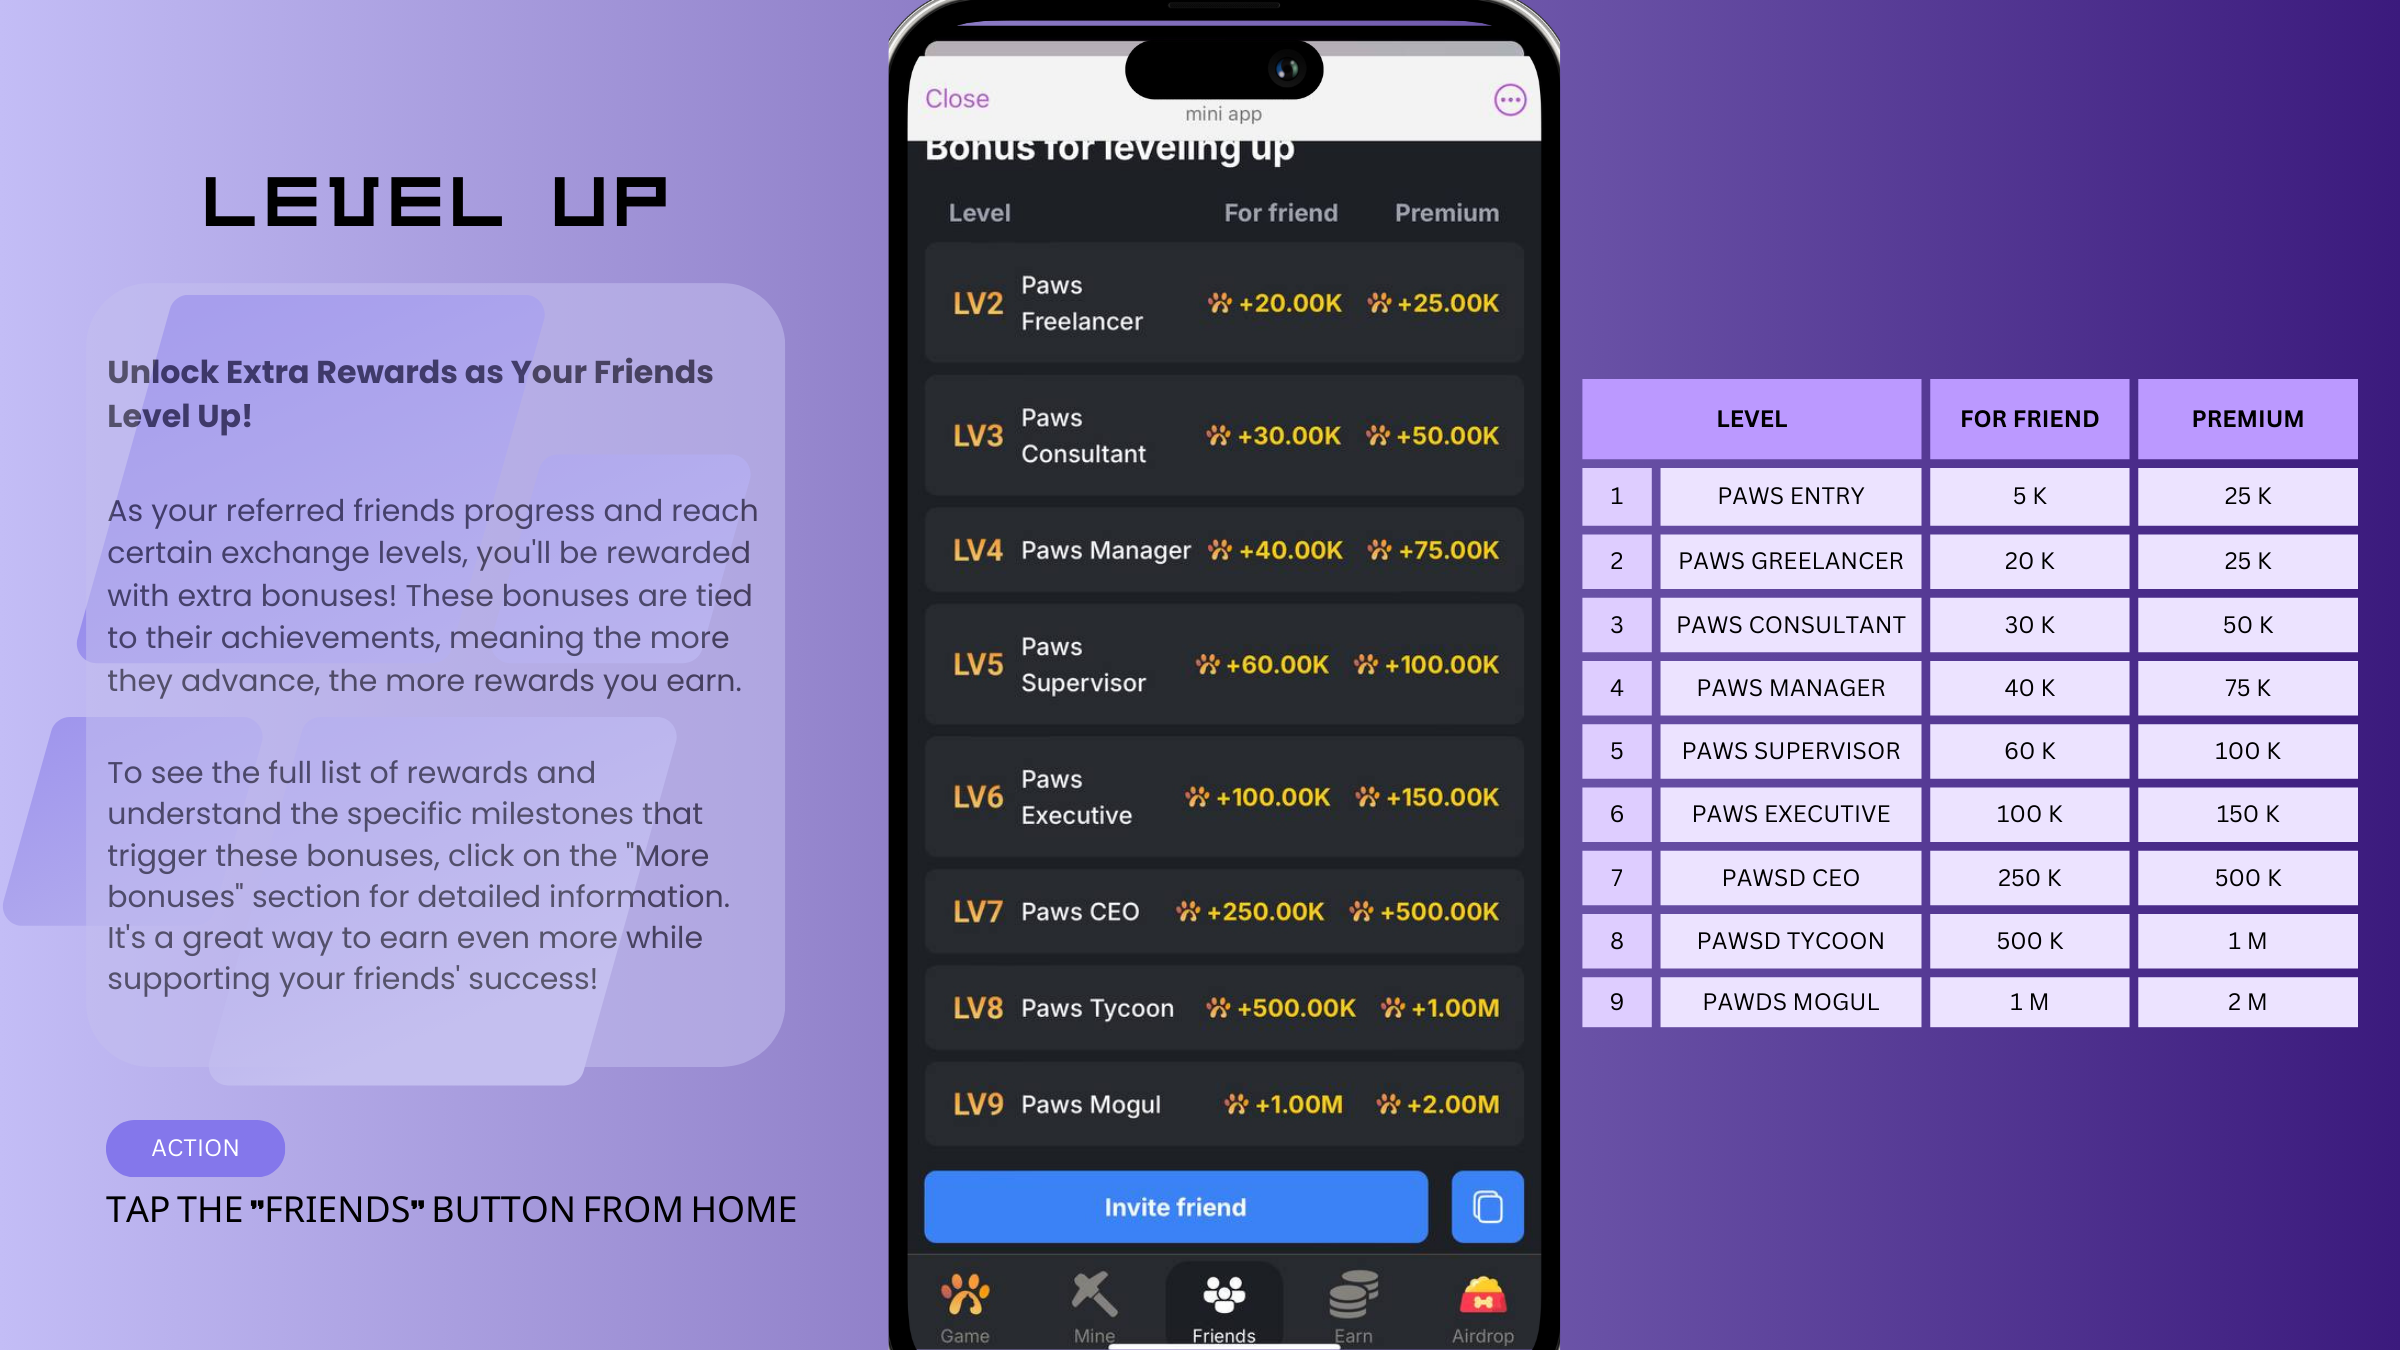 LEVEL UP
Unlock Extra Rewards as Your Friends
Level Up!
As your referred friends progress and reach
certain exchange levels, you'll be rewarded
with extra bonuses! These bonuses are tied
to their achievements, meaning the more
they advance, the more rewards you earn.
To see the full list of rewards and
understand the specific milestones that
trigger these bonuses, click on the "More
bonuses" section for detailed information.
It's a great way to earn even more while
supporting your friends' success!
ACTION
TAP THE "FRIENDS" BUTTON FROM HOME
Close
mini app
Bonus for leveling up
Level For friend Premium
LV2 Paws Freelancer +20.00K +25.00K
LV3 Paws Consultant +30.00K +50.00K
LV4 Paws Manager +40.00K +75.00K
LV5 Paws Supervisor +60.00K +100.00K
LV6 Paws Executive +100.00K +150.00K
LV7 Paws CEO +250.00K +500.00K
LV8 Paws Tycoon +500.00K +1.00M
LV9 Paws Mogul +1.00M +2.00M
Invite friend
Game Mine Friends Earn Airdrop
LEVEL FOR FRIEND PREMIUM
1 PAWS ENTRY 5 K 25 K
2 PAWS GREELANCER 20 K 25 K
3 PAWS CONSULTANT 30 K 50 K
4 PAWS MANAGER 40 K 75 K
5 PAWS SUPERVISOR 60 K 100 K
6 PAWS EXECUTIVE 100 K 150 K
7 PAWSD CEO 250 K 500 K
8 PAWSD TYCOON 500 K 1 M
9 PAWDS MOGUL 1 M 2 M